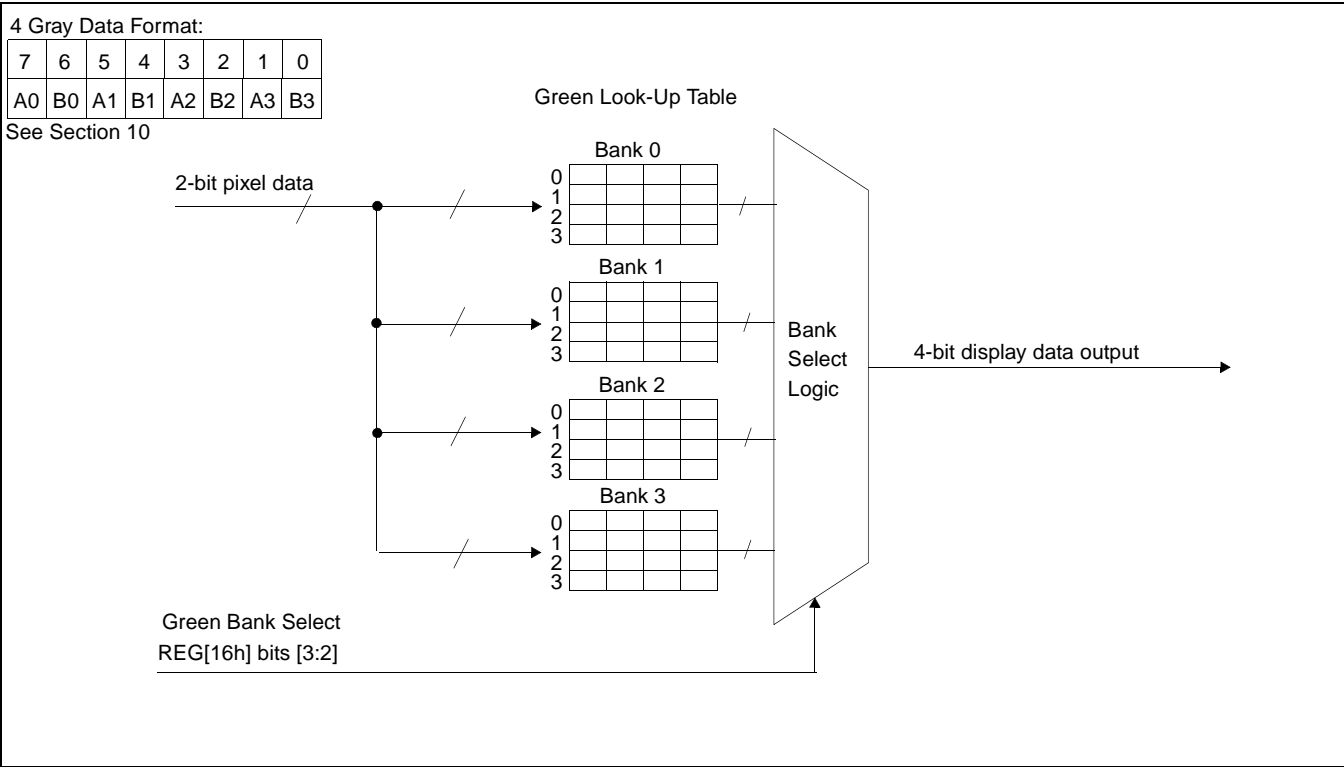 4 Gray Data Format:
7 6 5 4 3 2 1 0
A0 B0 A1 B1 A2 B2 A3 B3
See Section 10
Green Look-Up Table
2-bit pixel data
Bank 0
0
1
2
3
Bank 1
0
1
2
3
Bank 2
0
1
2
3
Bank 3
0
1
2
3
Bank
Select
Logic
4-bit display data output
Green Bank Select
REG[16h] bits [3:2]